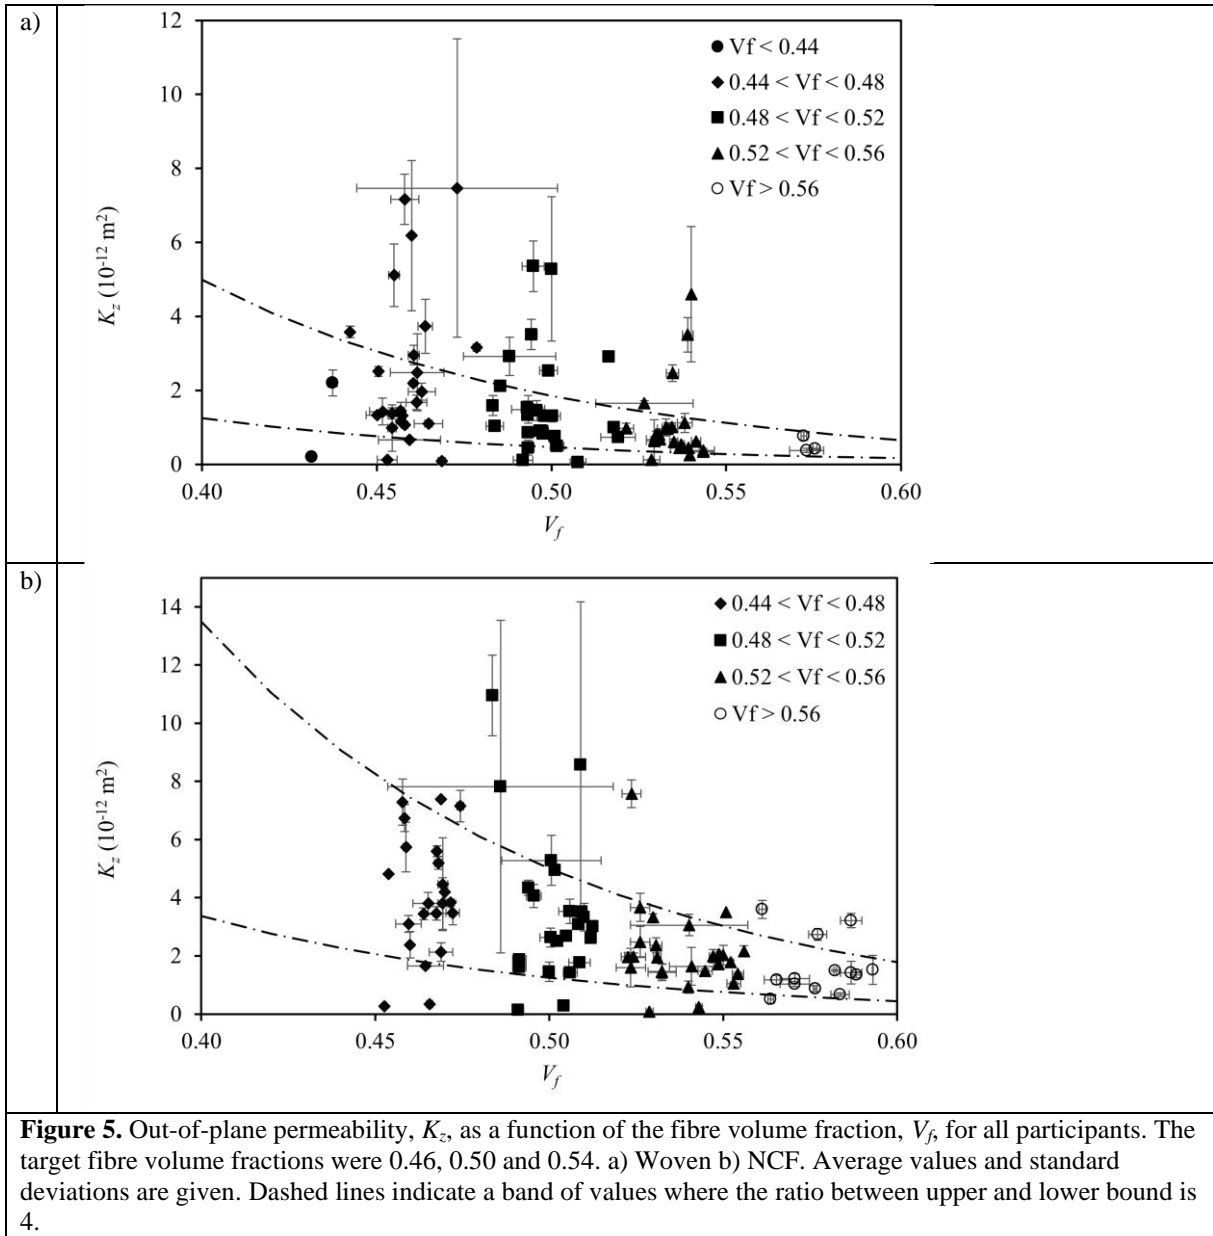 a)
12
10
8
6
4
2
0
K_z (10^-12 m^2)
● Vf < 0.44
◆ 0.44 < Vf < 0.48
■ 0.48 < Vf < 0.52
▲ 0.52 < Vf < 0.56
○ Vf > 0.56
0.40 0.45 0.50 0.55 0.60
V_f
b)
14
12
10
8
6
4
2
0
K_z (10^-12 m^2)
◆ 0.44 < Vf < 0.48
■ 0.48 < Vf < 0.52
▲ 0.52 < Vf < 0.56
○ Vf > 0.56
0.40 0.45 0.50 0.55 0.60
V_f
Figure 5. Out-of-plane permeability, K_z, as a function of the fibre volume fraction, V_f, for all participants. The
target fibre volume fractions were 0.46, 0.50 and 0.54. a) Woven b) NCF. Average values and standard
deviations are given. Dashed lines indicate a band of values where the ratio between upper and lower bound is
4.